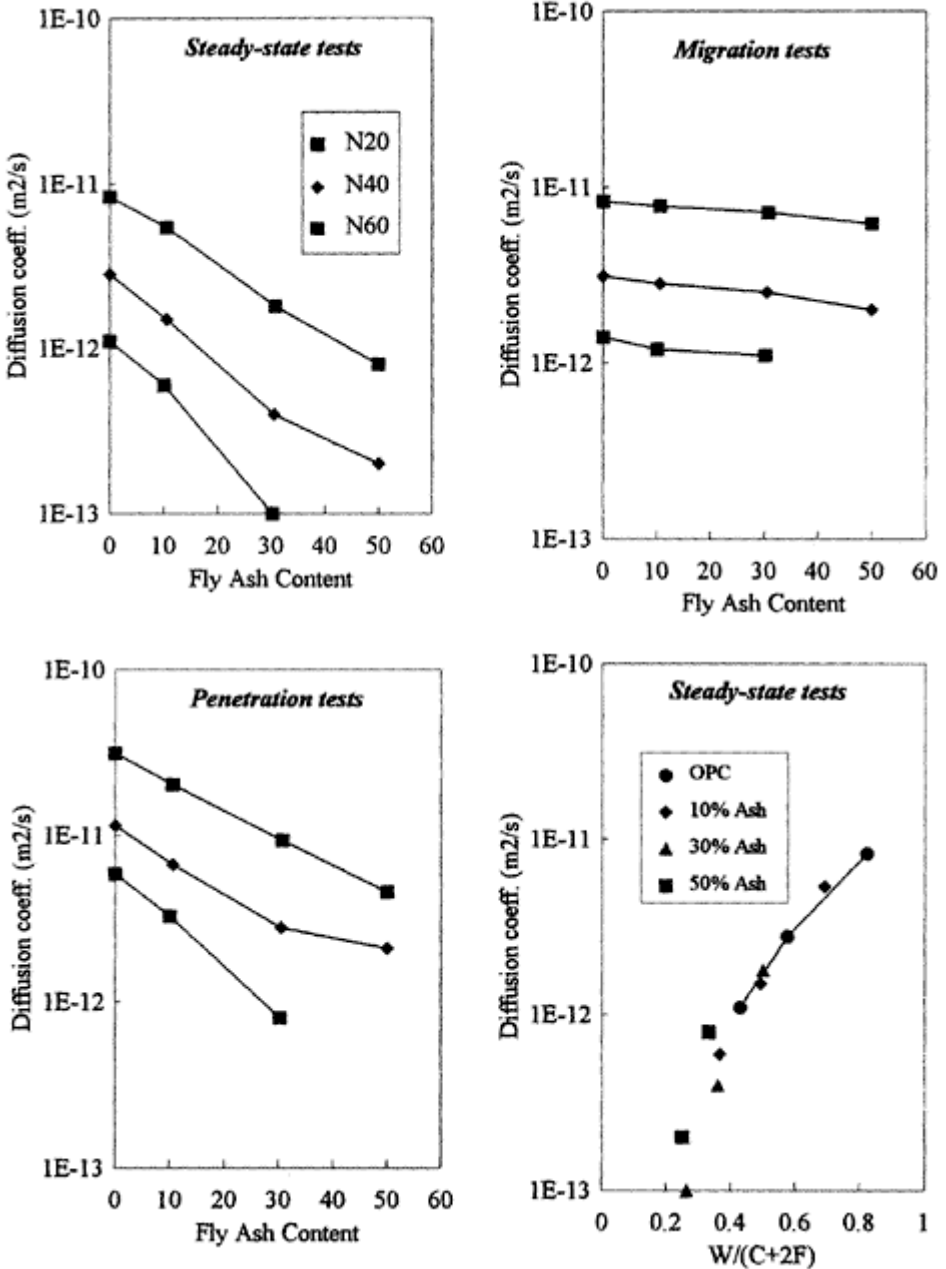 1E-10
Steady-state tests
N20
N40
N60
1E-11
1E-12
1E-13
Diffusion coeff. (m2/s)
0 10 20 30 40 50 60
Fly Ash Content
1E-10
Migration tests
1E-11
1E-12
1E-13
Diffusion coeff. (m2/s)
0 10 20 30 40 50 60
Fly Ash Content
1E-10
Penetration tests
1E-11
1E-12
1E-13
Diffusion coeff. (m2/s)
0 10 20 30 40 50 60
Fly Ash Content
1E-10
Steady-state tests
OPC
10% Ash
30% Ash
50% Ash
1E-11
1E-12
1E-13
Diffusion coeff. (m2/s)
0 0.2 0.4 0.6 0.8 1
W/(C+2F)